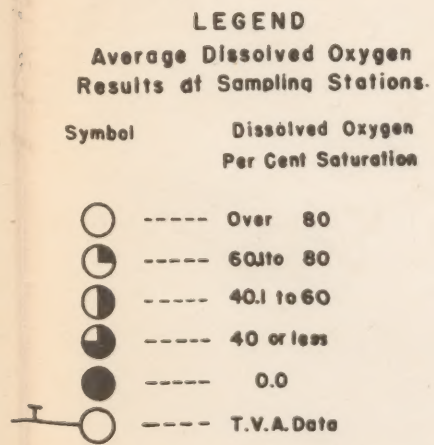 LEGEND
Average Dissolved Oxygen
Results at Sampling Stations.
Symbol Dissolved Oxygen
Per Cent Saturation
----- Over 80
----- 60.1to 80
----- 40.1 to 60
----- 40 or less
----- 0.0
T ----- T.V.A. Data